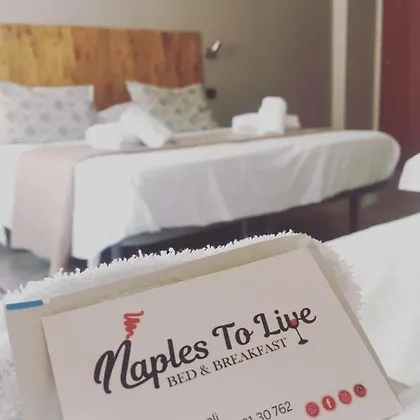 Naples To Live
BED & BREAKFAST
30 762